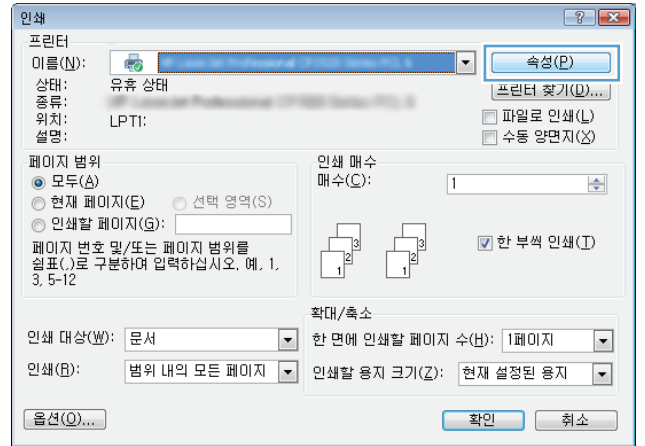 인쇄
프린터
이름(N):
속성(P)
상태: 유휴 상태
프린터 찾기(D)...
종류:
위치: LPT1:
파일로 인쇄(L)
설명:
수동 양면지(X)
페이지 범위
모두(A)
현재 페이지(E) 선택 영역(S)
인쇄할 페이지(G):
페이지 번호 및/또는 페이지 범위를
쉼표(,)로 구분하여 입력하십시오. 예, 1,
3, 5-12
인쇄 매수
매수(C): 1
3 3
2 2
1 1
한 부씩 인쇄(T)
인쇄 대상(W): 문서
인쇄(R): 범위 내의 모든 페이지
확대/축소
한 면에 인쇄할 페이지 수(H): 1페이지
인쇄할 용지 크기(Z): 현재 설정된 용지
옵션(O)... 확인 취소